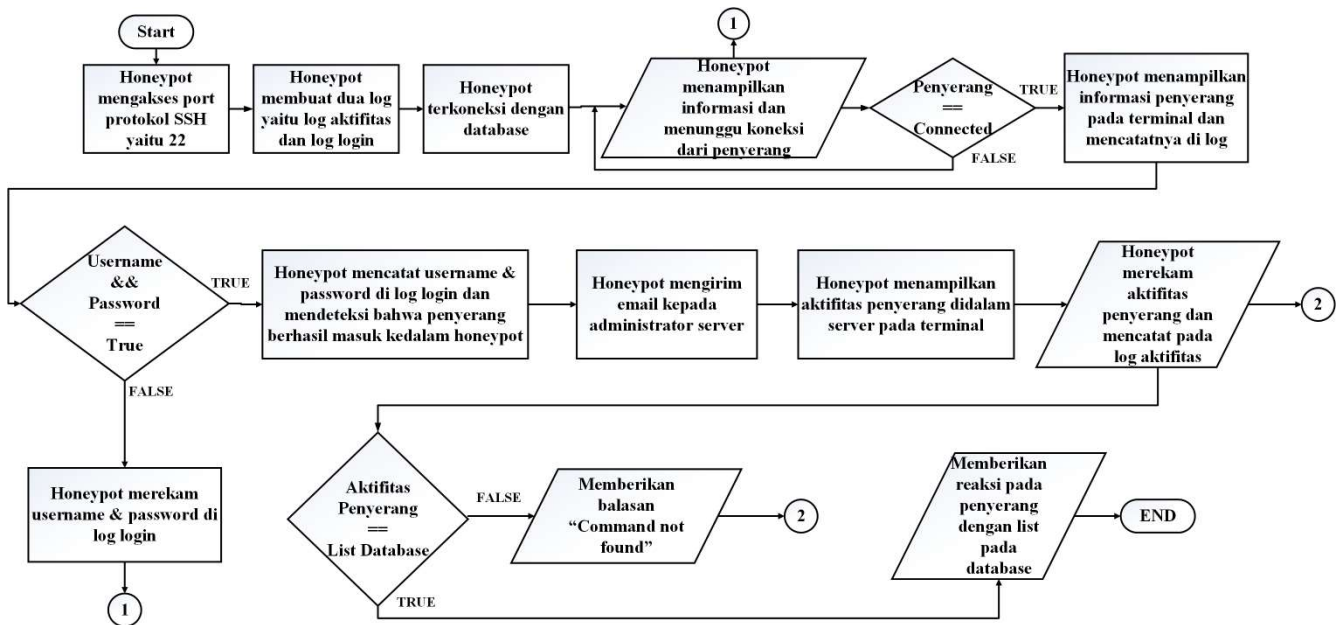 Start
1
Honeypot
mengakses port
protokol SSH
yaitu 22
Honeypot
membuat dua log
yaitu log aktifitas
dan log login
Honeypot
terkoneksi dengan
database
Honeypot
menampilkan
informasi dan
menunggu koneksi
dari penyerang
Penyerang
==
Connected
TRUE
FALSE
Honeypot menampilkan
informasi penyerang
pada terminal dan
mencatatnya di log
Username
&&
Password
==
True
TRUE
FALSE
Honeypot mencatat username &
password di log login dan
mendeteksi bahwa penyerang
berhasil masuk kedalam honeypot
Honeypot mengirim
email kepada
administrator server
Honeypot menampilkan
aktifitas penyerang didalam
server pada terminal
Honeypot
merekam
aktifitas
penyerang dan
mencatat pada
log aktifitas
2
Honeypot merekam
username & password di
log login
1
Aktifitas
Penyerang
==
List Database
FALSE
TRUE
Memberikan
balasan
“Command not
found”
2
Memberikan
reaksi pada
penyerang
dengan list
pada
database
END